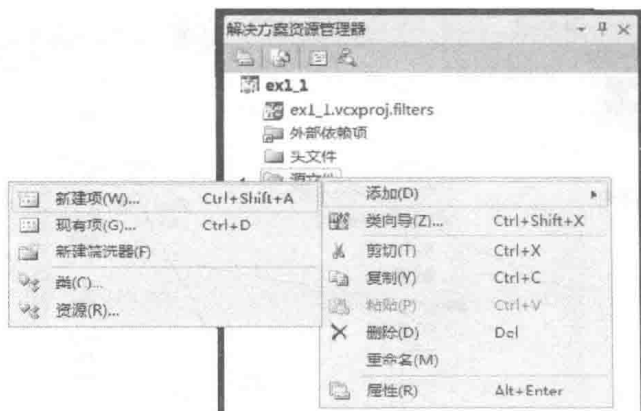 解决方案资源管理器
ex1_1
ex1_1.vcxproj.filters
外部依赖项
头文件
源文件
添加(D)
类向导(Z)... Ctrl+Shift+X
剪切(T) Ctrl+X
复制(Y) Ctrl+C
粘贴(P) Ctrl+V
删除(D) Del
重命名(M)
属性(R) Alt+Enter
新建项(W)... Ctrl+Shift+A
现有项(G)... Ctrl+D
新建筛选器(F)
类(C)...
资源(R)...